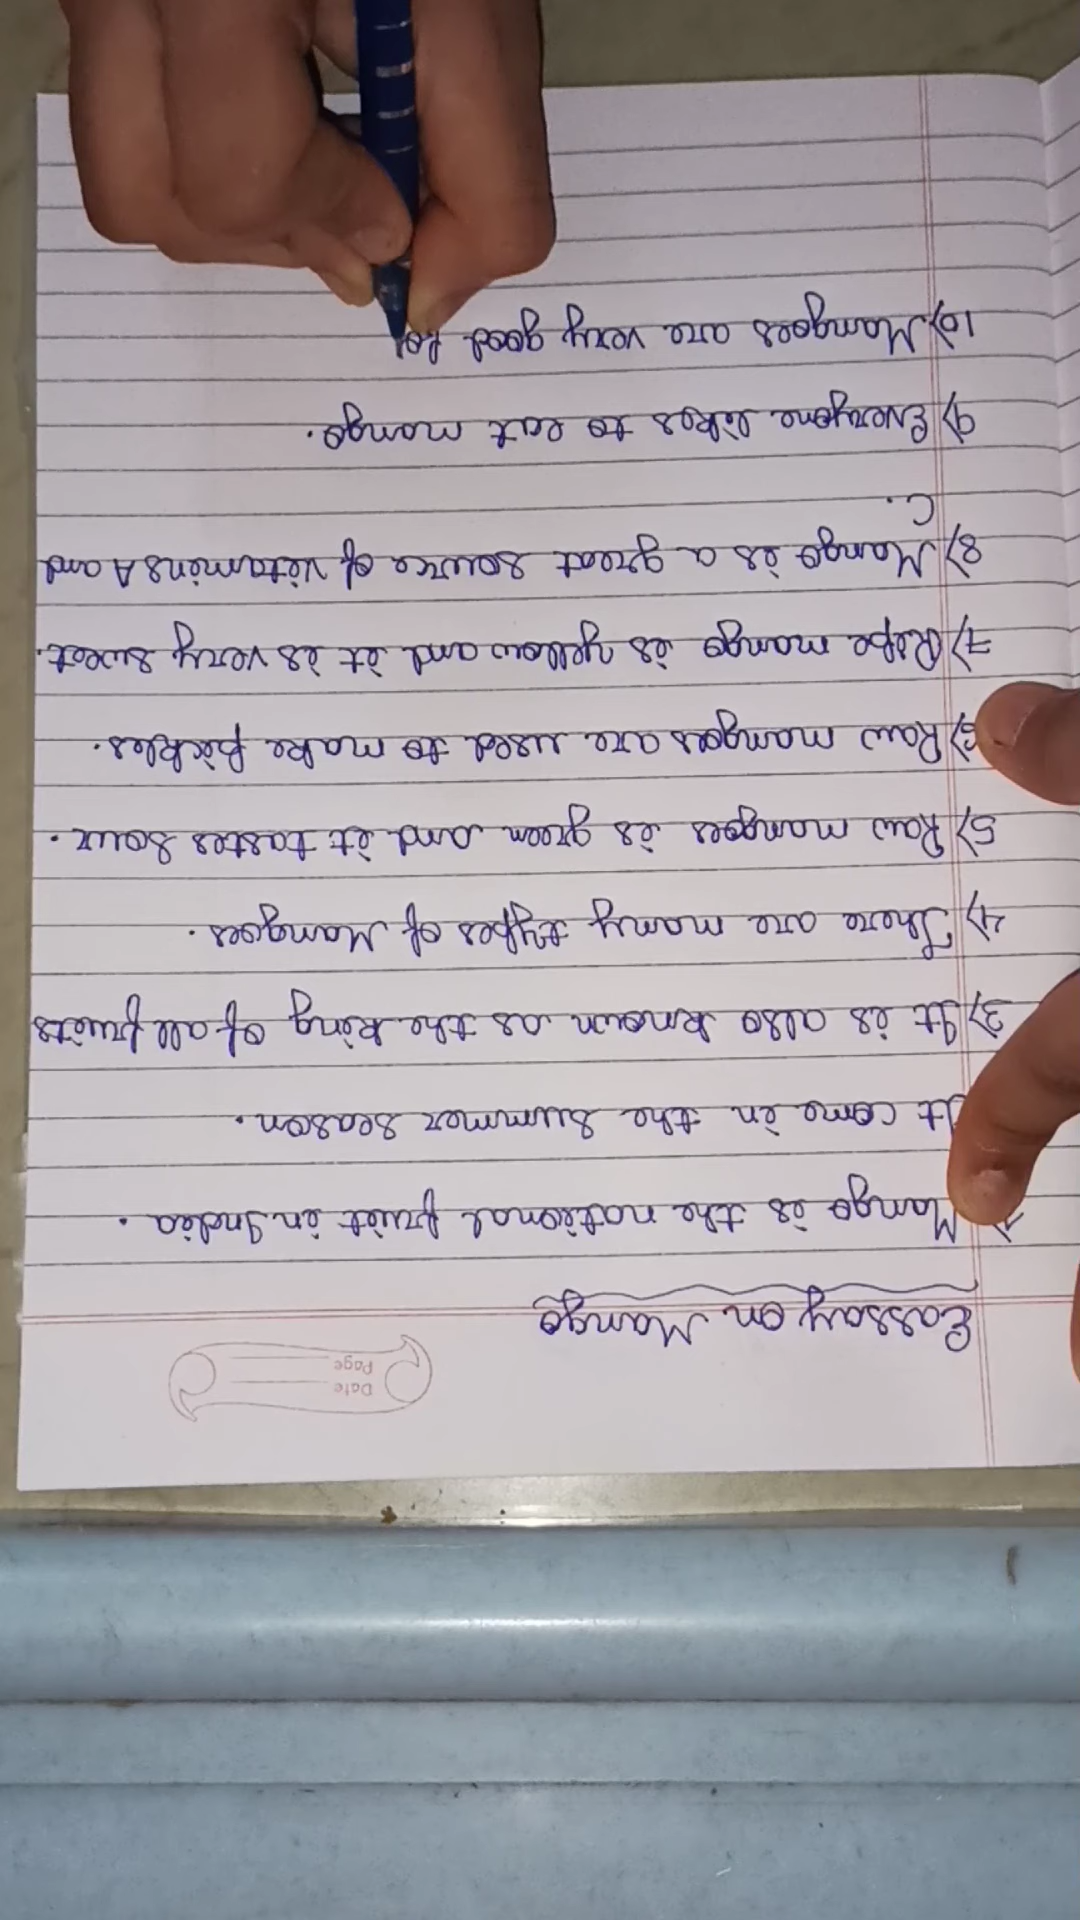 Date
Page
Eassay on Mango
1) Mango is the national fruit in India.
It come in the summer season.
3) It is also known as the king of all fruits
4) There are many types of Mangoes.
5) Raw mangoes is green and it tastes sour.
6) Raw mangoes are used to make pickles.
7) Ripe mango is yellow and it is very sweet.
8) Mango is a great source of vitamins A and
C.
9) Everyone likes to eat mango.
10) Mangoes are very good for